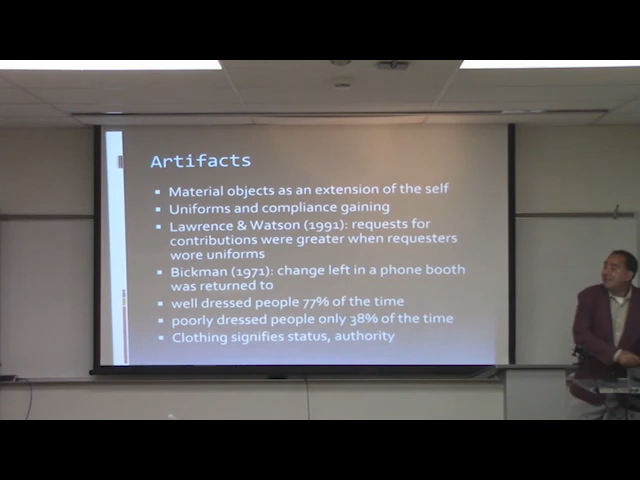 Artifacts
▪ Material objects as an extension of the self
▪ Uniforms and compliance gaining
▪ Lawrence & Watson (1991): requests for
contributions were greater when requesters
wore uniforms
▪ Bickman (1971): change left in a phone booth
was returned to
▪ well dressed people 77% of the time
▪ poorly dressed people only 38% of the time
▪ Clothing signifies status, authority